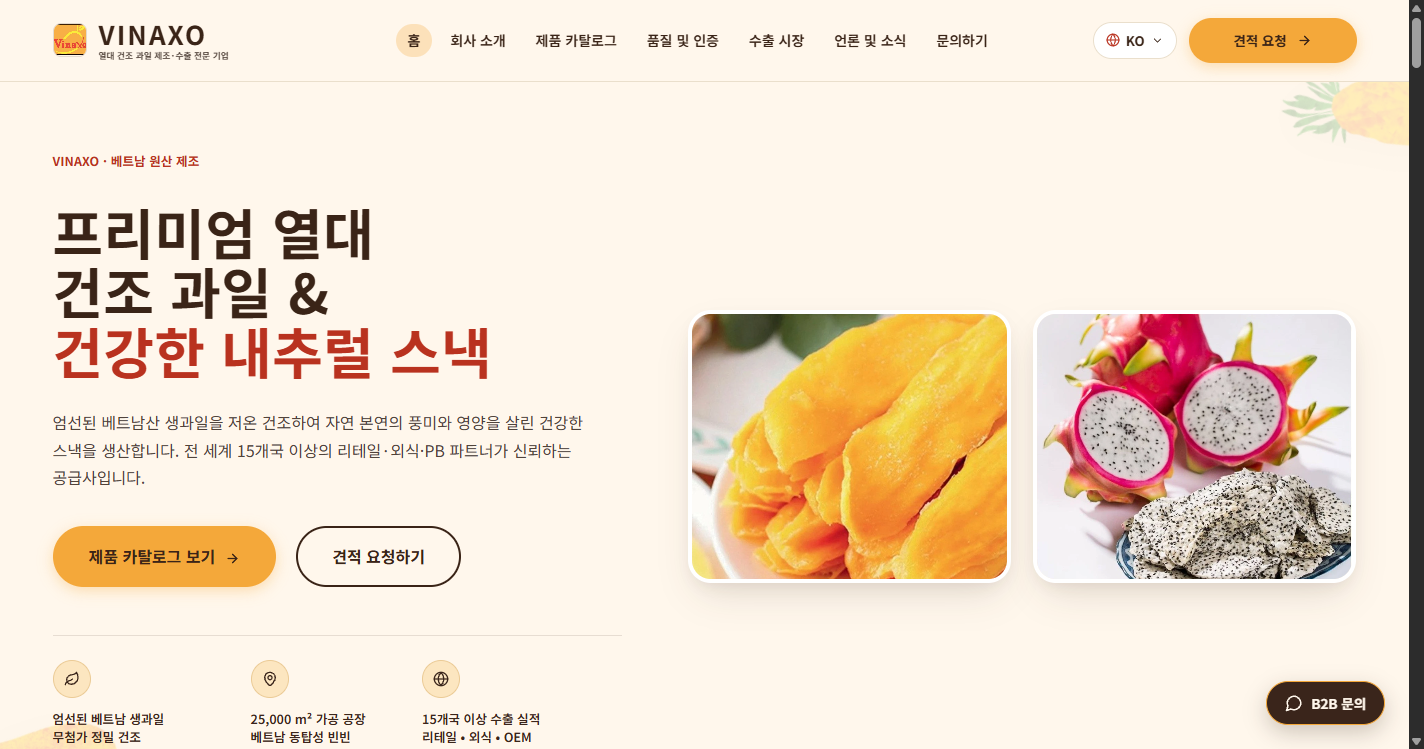 Vinaxo
VINAXO
열대 건조 과일 제조·수출 전문 기업
홈
회사 소개
제품 카탈로그
품질 및 인증
수출 시장
언론 및 소식
문의하기
KO
견적 요청 →
VINAXO · 베트남 원산 제조
프리미엄 열대
건조 과일 &
건강한 내추럴 스낵
엄선된 베트남산 생과일을 저온 건조하여 자연 본연의 풍미와 영양을 살린 건강한
스낵을 생산합니다. 전 세계 15개국 이상의 리테일·외식·PB 파트너가 신뢰하는
공급사입니다.
제품 카탈로그 보기 →
견적 요청하기
엄선된 베트남 생과일
무첨가 정밀 건조
25,000 m² 가공 공장
베트남 동탑성 빈빈
15개국 이상 수출 실적
리테일 • 외식 • OEM
B2B 문의